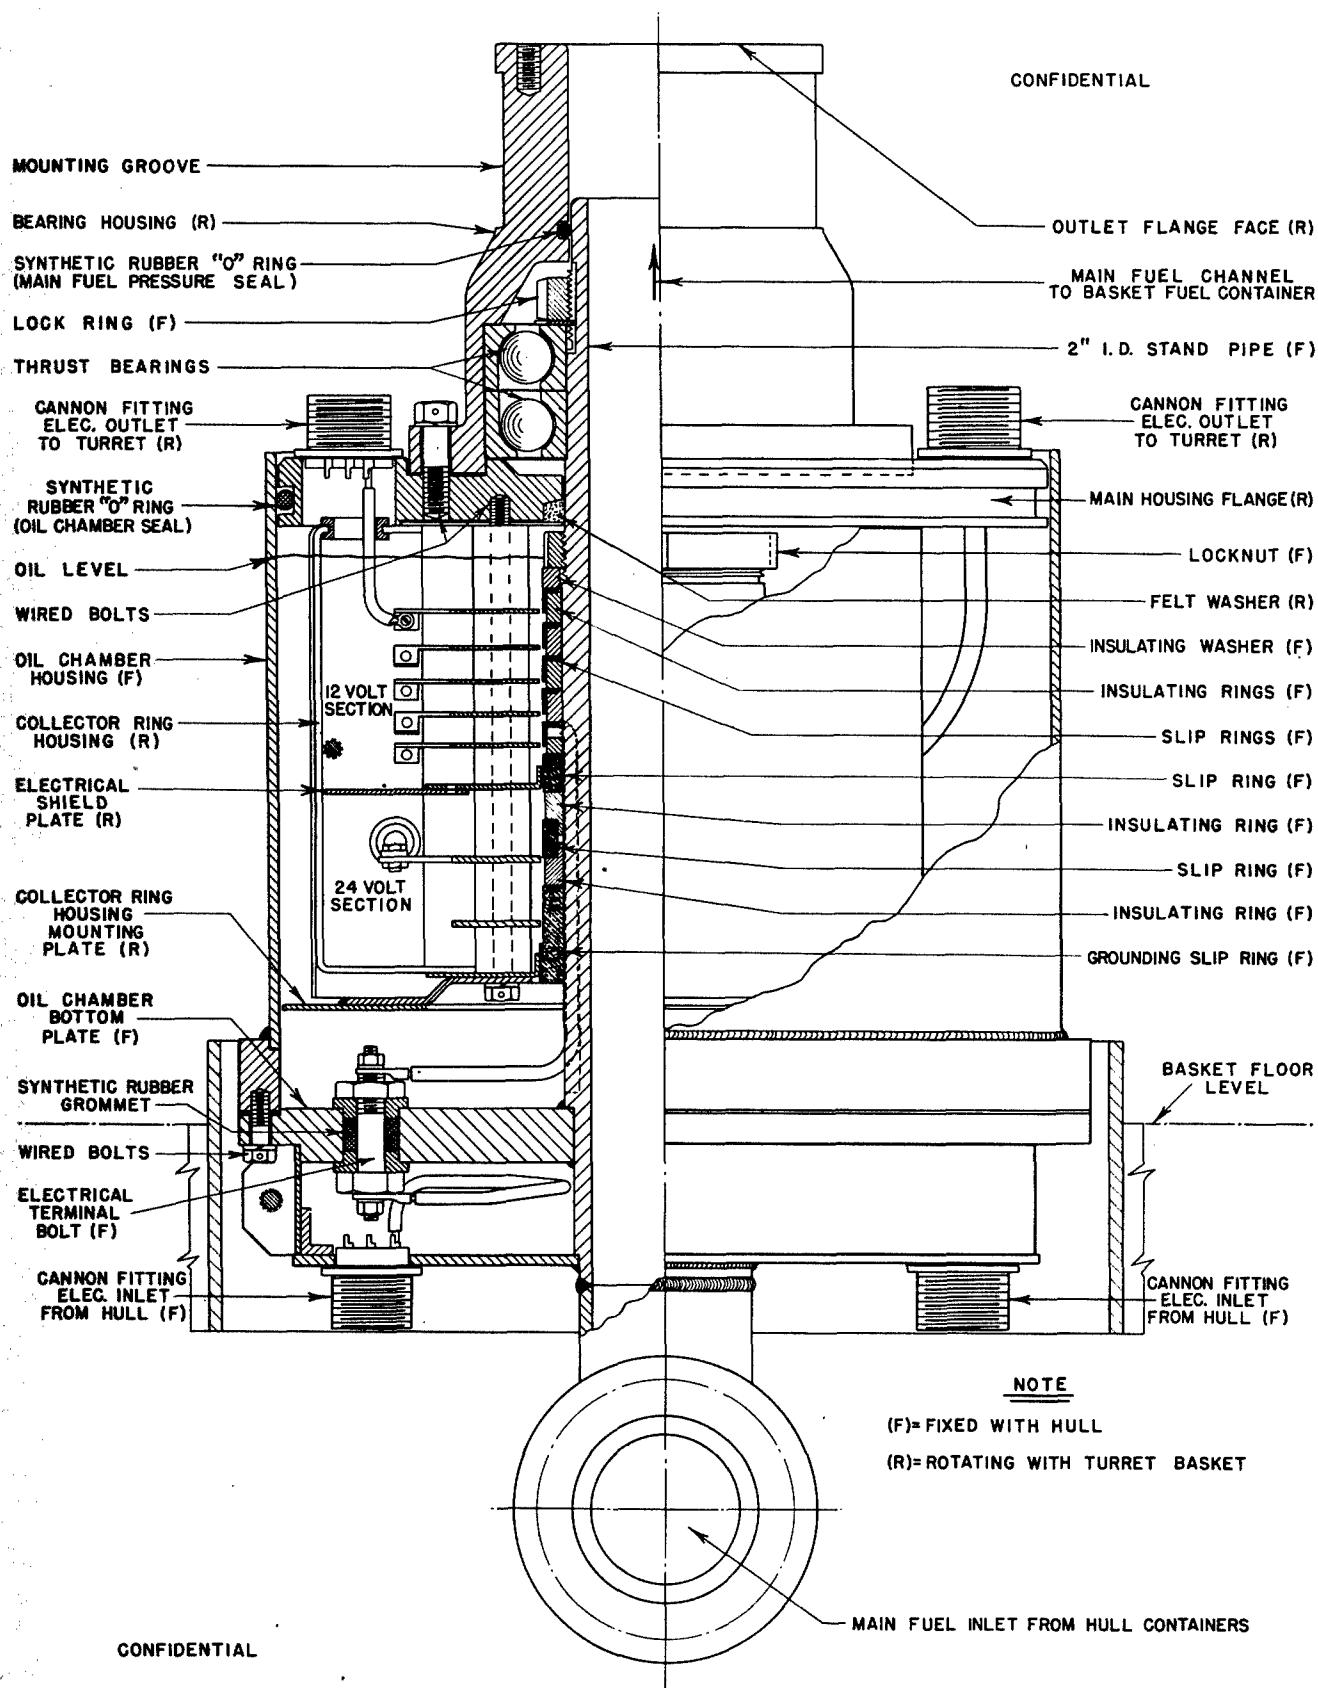 CONFIDENTIAL
MOUNTING GROOVE
BEARING HOUSING (R)
SYNTHETIC RUBBER "O" RING
(MAIN FUEL PRESSURE SEAL)
LOCK RING (F)
THRUST BEARINGS
CANNON FITTING
ELEC. OUTLET
TO TURRET (R)
SYNTHETIC
RUBBER "O" RING
(OIL CHAMBER SEAL)
OIL LEVEL
WIRED BOLTS
OIL CHAMBER
HOUSING (F)
COLLECTOR RING
HOUSING (R)
ELECTRICAL
SHIELD
PLATE (R)
COLLECTOR RING
HOUSING
MOUNTING
PLATE (R)
OIL CHAMBER
BOTTOM
PLATE (F)
SYNTHETIC RUBBER
GROMMET
WIRED BOLTS
ELECTRICAL
TERMINAL
BOLT (F)
CANNON FITTING
ELEC. INLET
FROM HULL (F)
12 VOLT
SECTION
24 VOLT
SECTION
OUTLET FLANGE FACE (R)
MAIN FUEL CHANNEL
TO BASKET FUEL CONTAINER
2" I.D. STAND PIPE (F)
CANNON FITTING
ELEC. OUTLET
TO TURRET (R)
MAIN HOUSING FLANGE (R)
LOCKNUT (F)
FELT WASHER (R)
INSULATING WASHER (F)
INSULATING RINGS (F)
SLIP RINGS (F)
SLIP RING (F)
INSULATING RING (F)
SLIP RING (F)
INSULATING RING (F)
GROUNDING SLIP RING (F)
BASKET FLOOR
LEVEL
CANNON FITTING
ELEC. INLET
FROM HULL (F)
NOTE
(F)= FIXED WITH HULL
(R)= ROTATING WITH TURRET BASKET
MAIN FUEL INLET FROM HULL CONTAINERS
CONFIDENTIAL